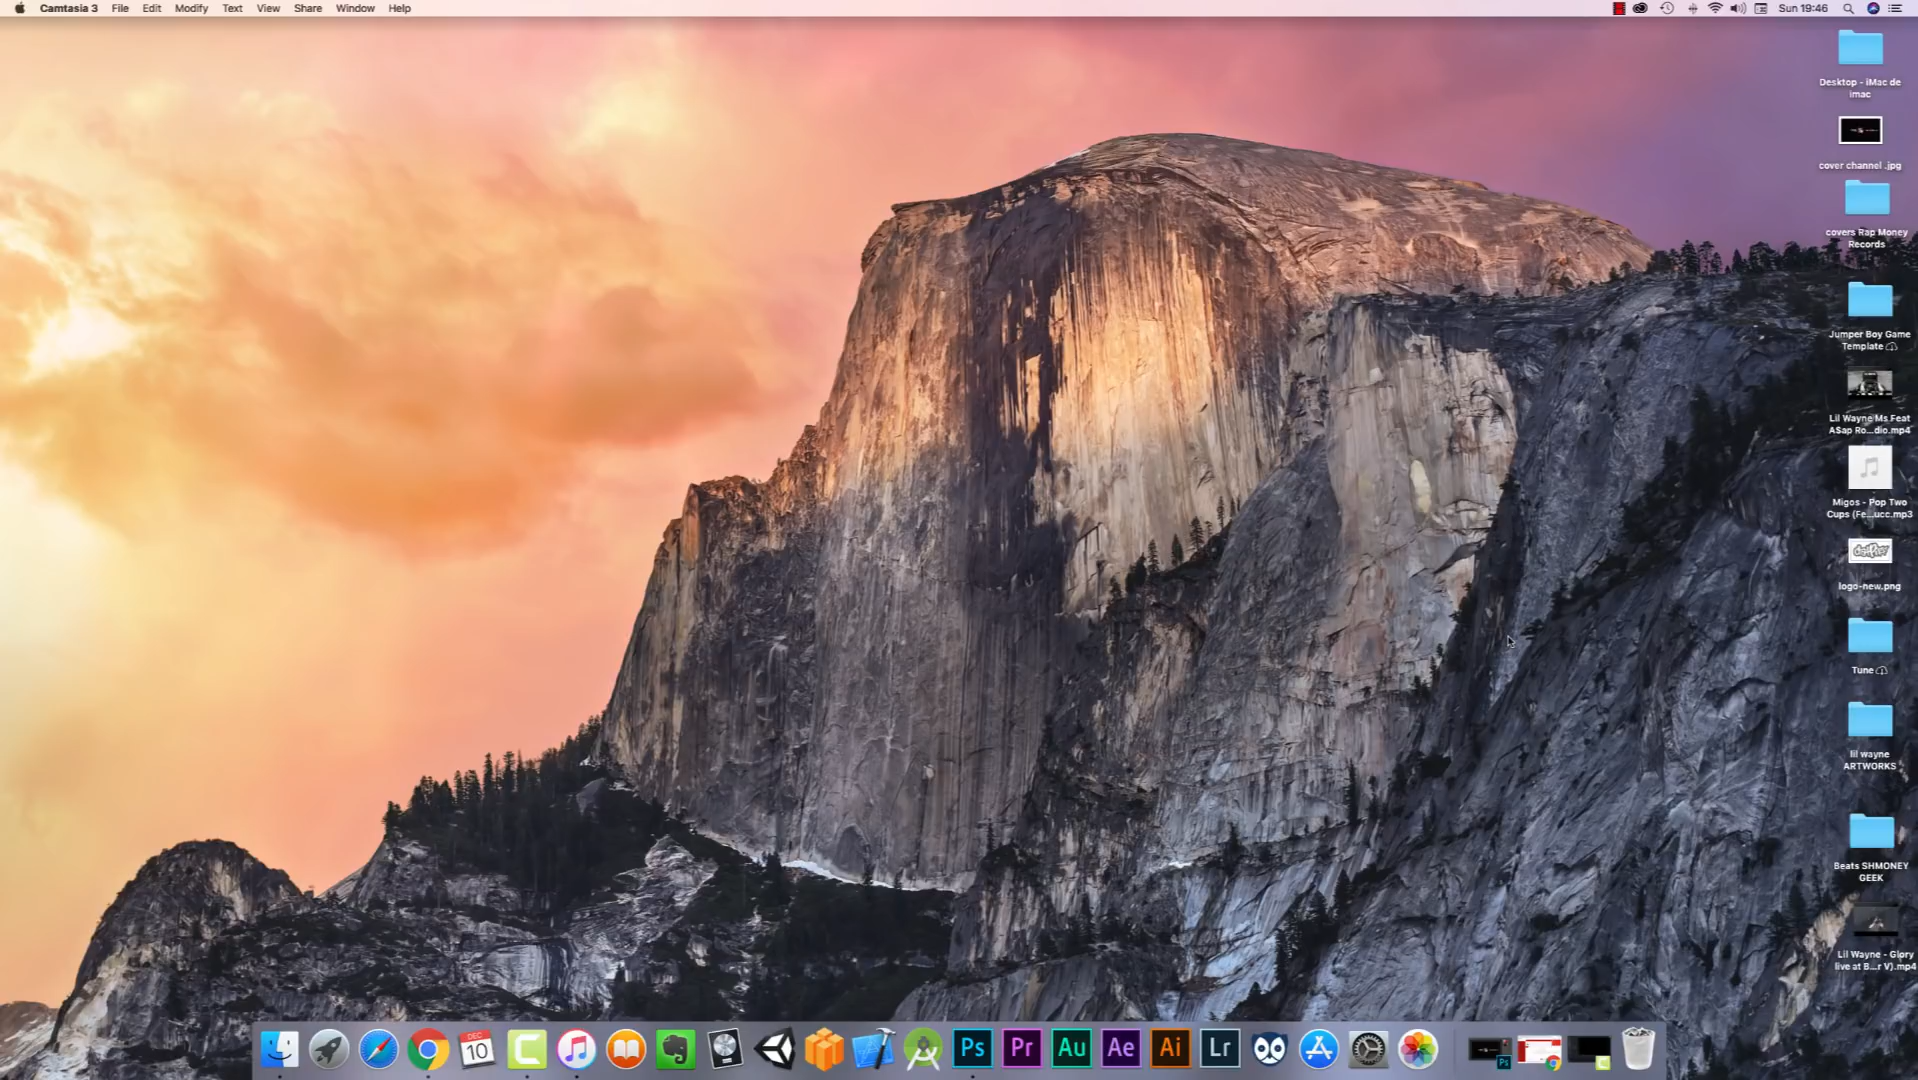 Camtasia 3 File Edit Modify Text View Share Window Help
Sun 19:46
Desktop - iMac de
imac
cover channel .jpg
covers Rap Money
Records
Jumper Boy Game
Template
Lil Wayne Ms Feat
ASap Ro...dio.mp4
Migos - Pop Two
Cups (Fe...ucc.mp3
logo-new.png
Tune
lil wayne
ARTWORKS
Beats SHMONEY
GEEK
Lil Wayne - Glory
live at B...r V).mp4
DEC
10
Ps Pr Au Ae Ai Lr